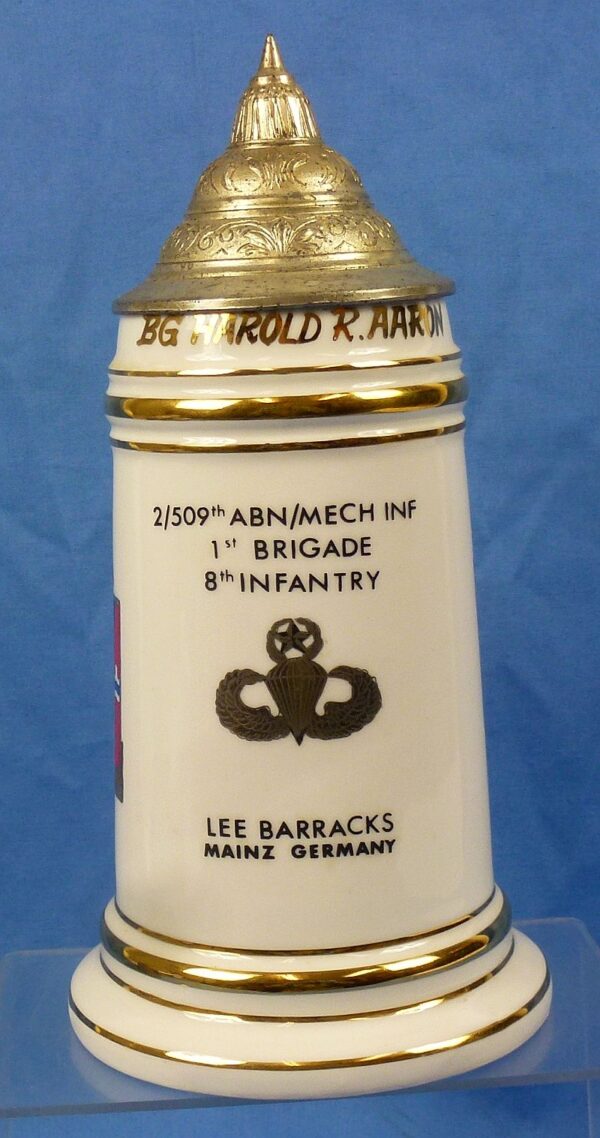 BG HAROLD R. AARON
2/509th ABN/MECH INF
1st BRIGADE
8th INFANTRY
LEE BARRACKS
MAINZ GERMANY